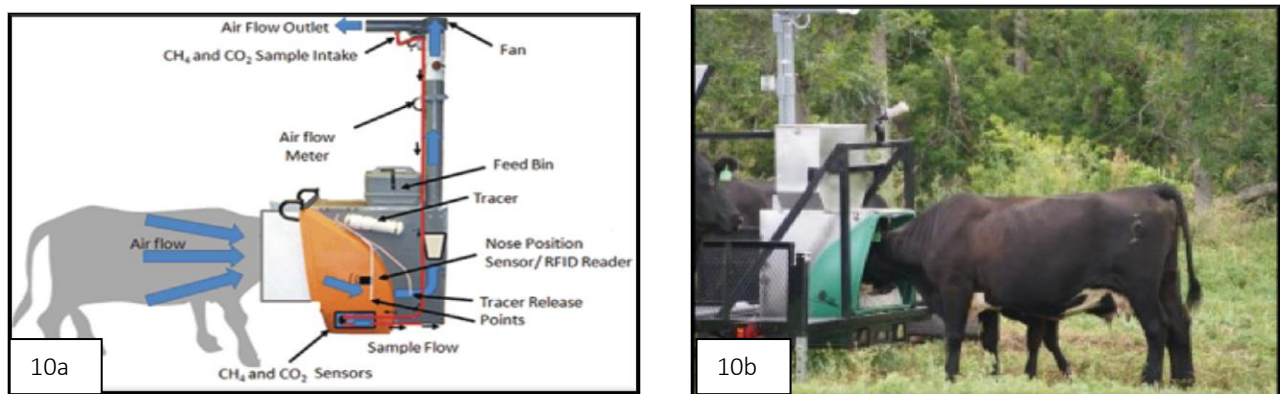 Air Flow Outlet
CH₄ and CO₂ Sample Intake
Fan
Air flow
Meter
Feed Bin
Tracer
Air flow
Nose Position
Sensor/ RFID Reader
Tracer Release
Points
Sample Flow
CH₄ and CO₂ Sensors
10a
10b